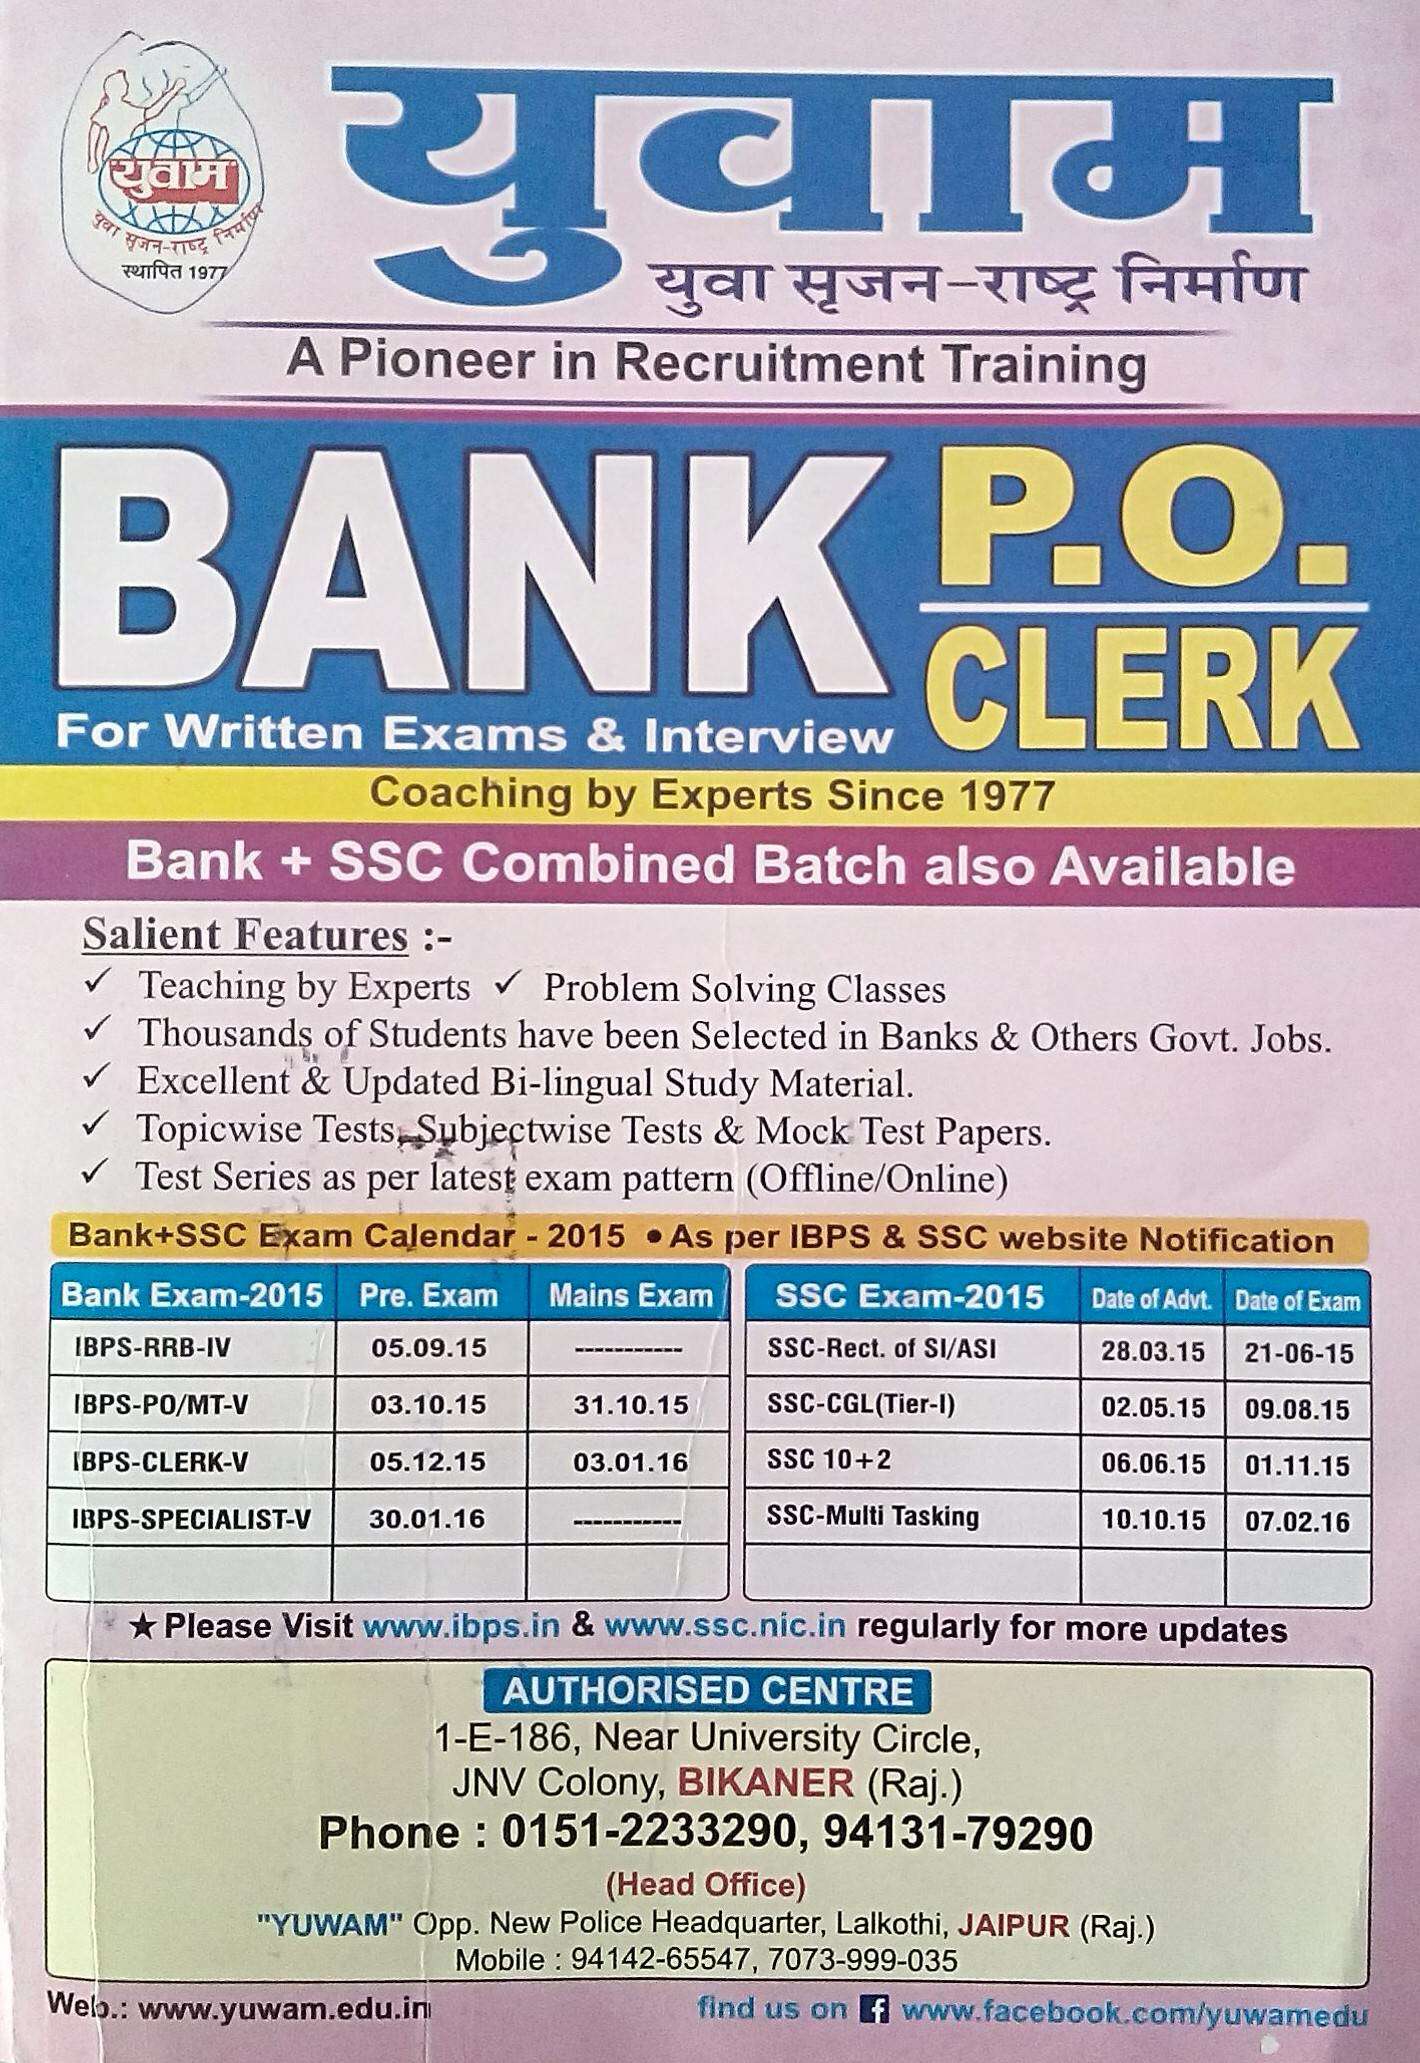 युवाम
युवा सृजन-राष्ट्र निर्माण
स्थापित 1977
युवाम
युवा सृजन-राष्ट्र निर्माण
A Pioneer in Recruitment Training
BANK P.O.
CLERK
For Written Exams & Interview
Coaching by Experts Since 1977
Bank + SSC Combined Batch also Available
Salient Features :-
✓ Teaching by Experts ✓ Problem Solving Classes
✓ Thousands of Students have been Selected in Banks & Others Govt. Jobs.
✓ Excellent & Updated Bi-lingual Study Material.
✓ Topicwise Tests, Subjectwise Tests & Mock Test Papers.
✓ Test Series as per latest exam pattern (Offline/Online)
Bank+SSC Exam Calendar - 2015 • As per IBPS & SSC website Notification
Bank Exam-2015 Pre. Exam Mains Exam
IBPS-RRB-IV 05.09.15 -----------
IBPS-PO/MT-V 03.10.15 31.10.15
IBPS-CLERK-V 05.12.15 03.01.16
IBPS-SPECIALIST-V 30.01.16 -----------
SSC Exam-2015 Date of Advt. Date of Exam
SSC-Rect. of SI/ASI 28.03.15 21-06-15
SSC-CGL(Tier-I) 02.05.15 09.08.15
SSC 10+2 06.06.15 01.11.15
SSC-Multi Tasking 10.10.15 07.02.16
★ Please Visit www.ibps.in & www.ssc.nic.in regularly for more updates
AUTHORISED CENTRE
1-E-186, Near University Circle,
JNV Colony, BIKANER (Raj.)
Phone : 0151-2233290, 94131-79290
(Head Office)
"YUWAM" Opp. New Police Headquarter, Lalkothi, JAIPUR (Raj.)
Mobile : 94142-65547, 7073-999-035
Web.: www.yuwam.edu.in
find us on f www.facebook.com/yuwamedu